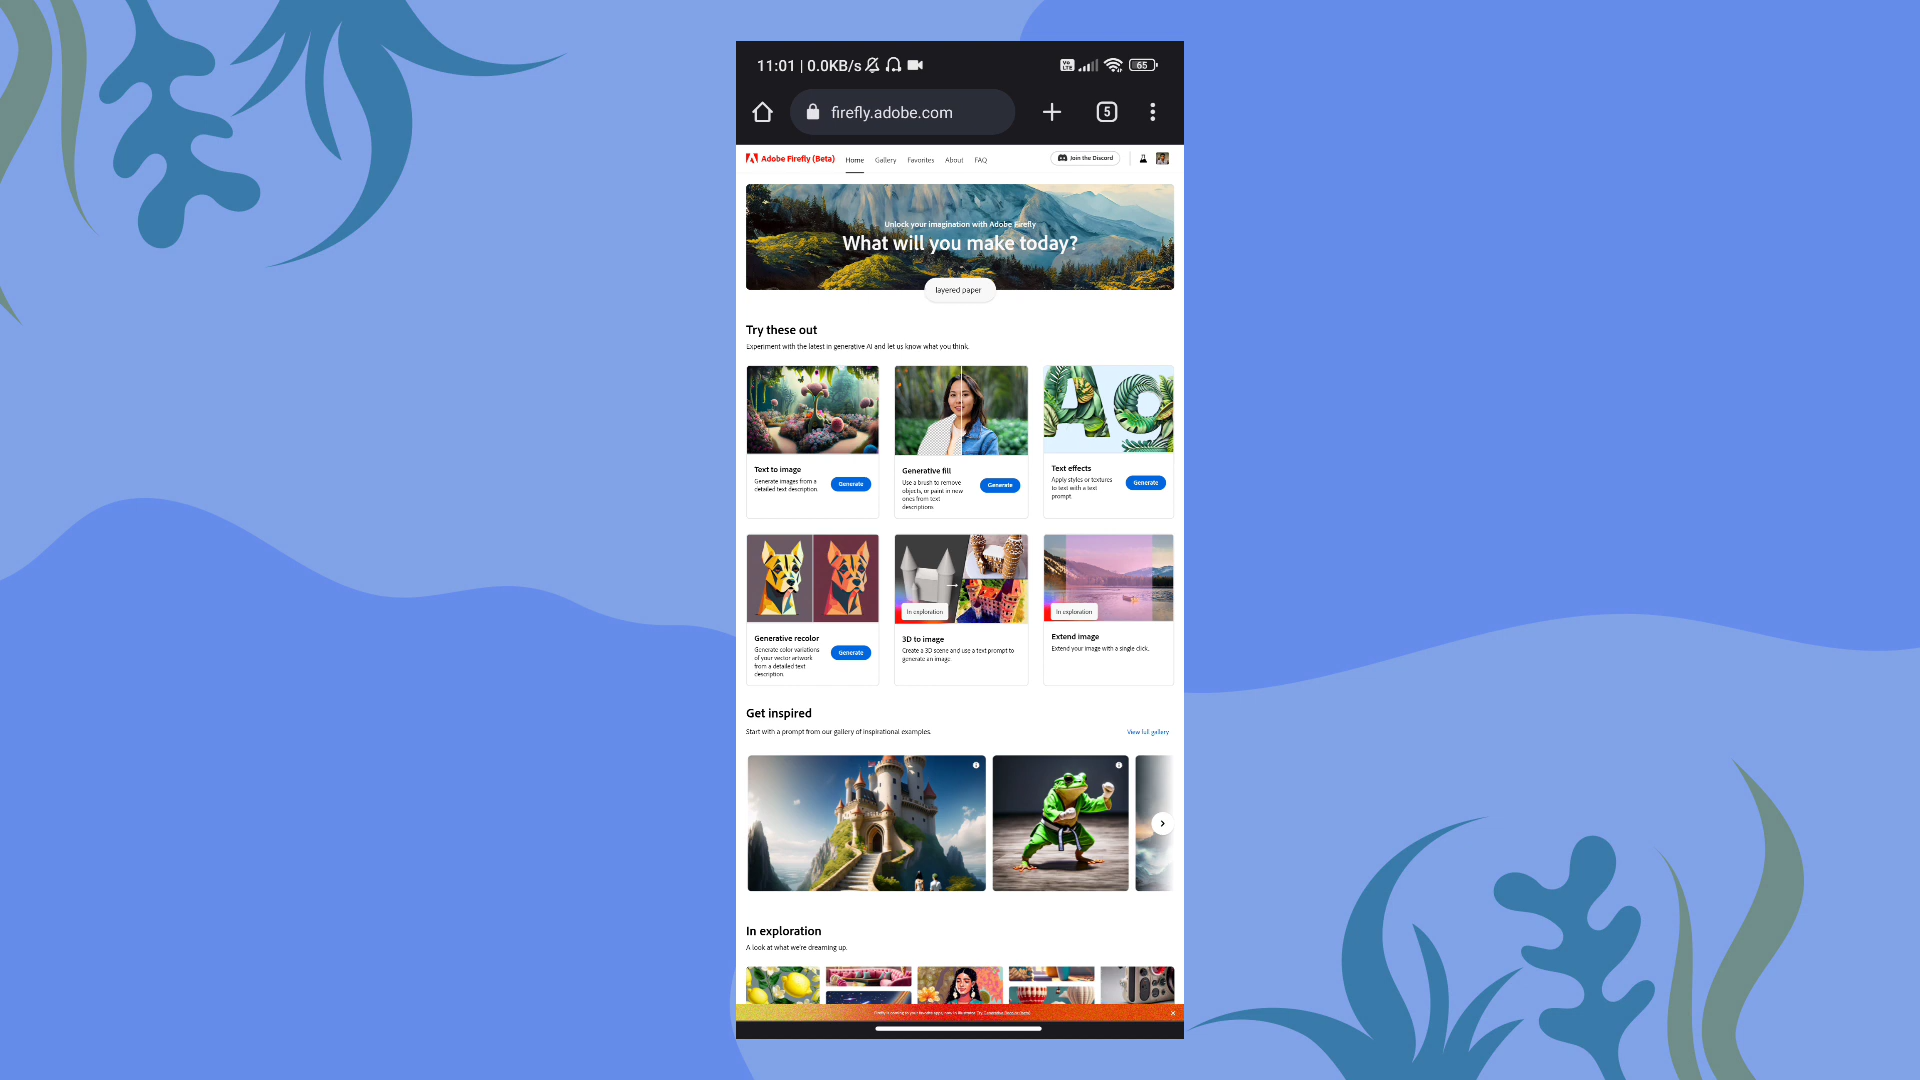 11:01 | 0.0KB/s
Vo LTE
65
firefly.adobe.com
5
Adobe Firefly (Beta)
Home
Gallery
Favorites
About
FAQ
Join the Discord
Unlock your imagination with Adobe Firefly
What will you make today?
layered paper
Try these out
Experiment with the latest in generative AI and let us know what you think.
Text to image
Generate images from a
detailed text description.
Generate
Generative fill
Use a brush to remove
objects, or paint in new
ones from text
descriptions
Generate
Ag
Text effects
Apply styles or textures
to text with a text
prompt.
Generate
Generative recolor
Generate color variations
of your vector artwork
from a detailed text
description.
Generate
In exploration
3D to image
Create a 3D scene and use a text prompt to
generate an image.
In exploration
Extend image
Extend your image with a single click.
Get inspired
Start with a prompt from our gallery of inspirational examples.
View full gallery
In exploration
A look at what we're dreaming up.